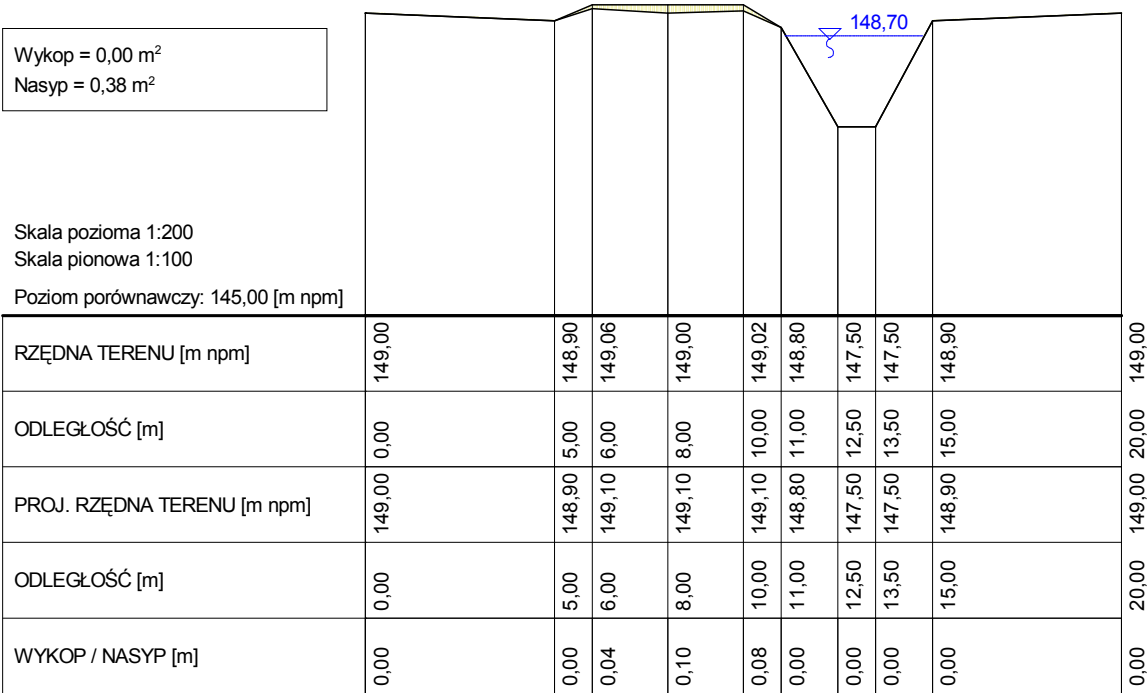 148,70
Wykop = 0,00 m²
Nasyp = 0,38 m²
Skala pozioma 1:200
Skala pionowa 1:100
Poziom porównawczy: 145,00 [m npm]
RZĘDNA TERENU [m npm] 149,00 148,90 149,06 149,00 149,02 148,80 147,50 147,50 148,90 149,00
ODLEGŁOŚĆ [m] 0,00 5,00 6,00 8,00 10,00 11,00 12,50 13,50 15,00 20,00
PROJ. RZĘDNA TERENU [m npm] 149,00 148,90 149,10 149,10 149,10 148,80 147,50 147,50 148,90 149,00
ODLEGŁOŚĆ [m] 0,00 5,00 6,00 8,00 10,00 11,00 12,50 13,50 15,00 20,00
WYKOP / NASYP [m] 0,00 0,00 0,04 0,10 0,08 0,00 0,00 0,00 0,00 0,00